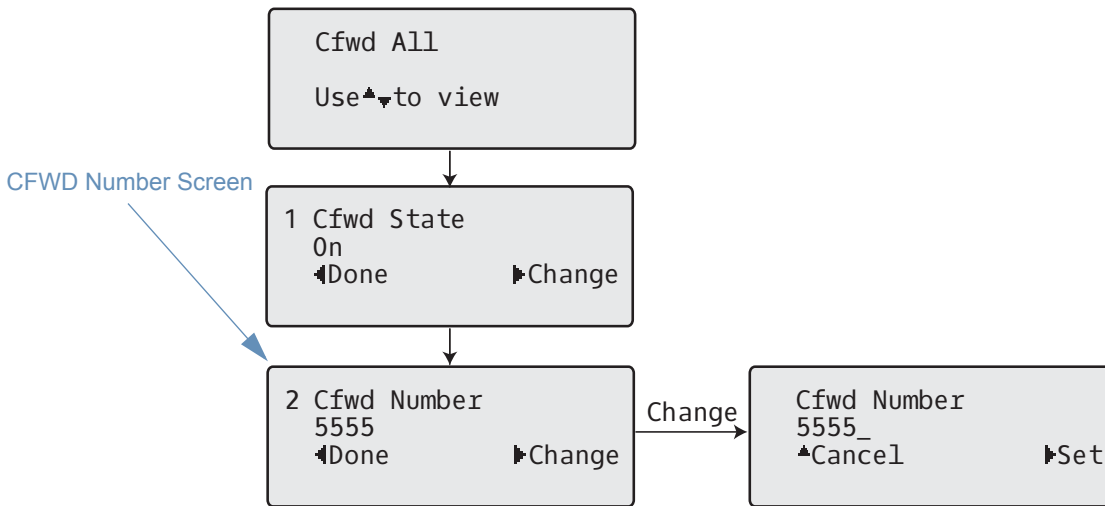 Cfwd All
Use▲▼to view
CFWD Number Screen
1 Cfwd State
On
◀Done ▶Change
2 Cfwd Number
5555
◀Done ▶Change
Change
Cfwd Number
5555_
▲Cancel ▶Set